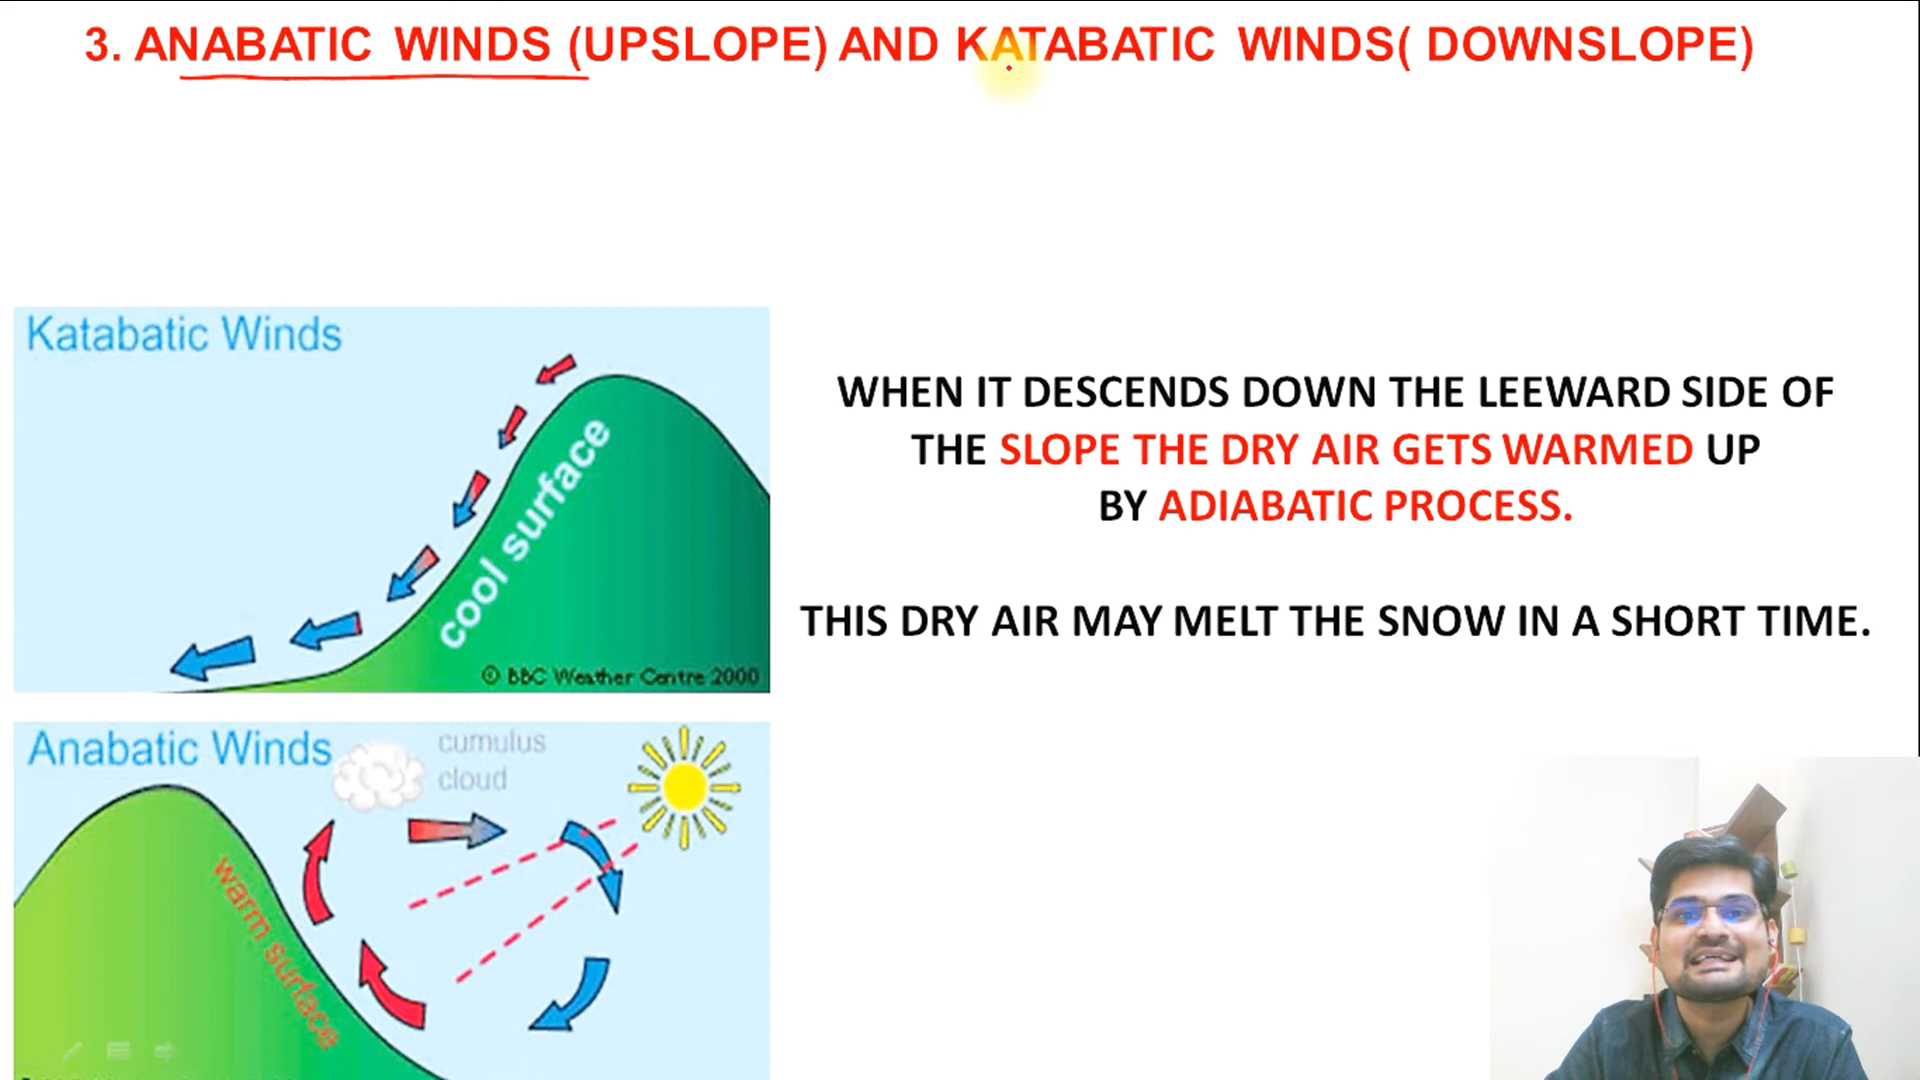 3. ANABATIC WINDS (UPSLOPE) AND KATABATIC WINDS( DOWNSLOPE)
Katabatic Winds
cool surface
© BBC Weather Centre 2000
WHEN IT DESCENDS DOWN THE LEEWARD SIDE OF
THE SLOPE THE DRY AIR GETS WARMED UP
BY ADIABATIC PROCESS.
THIS DRY AIR MAY MELT THE SNOW IN A SHORT TIME.
Anabatic Winds
cumulus
cloud
warm surface